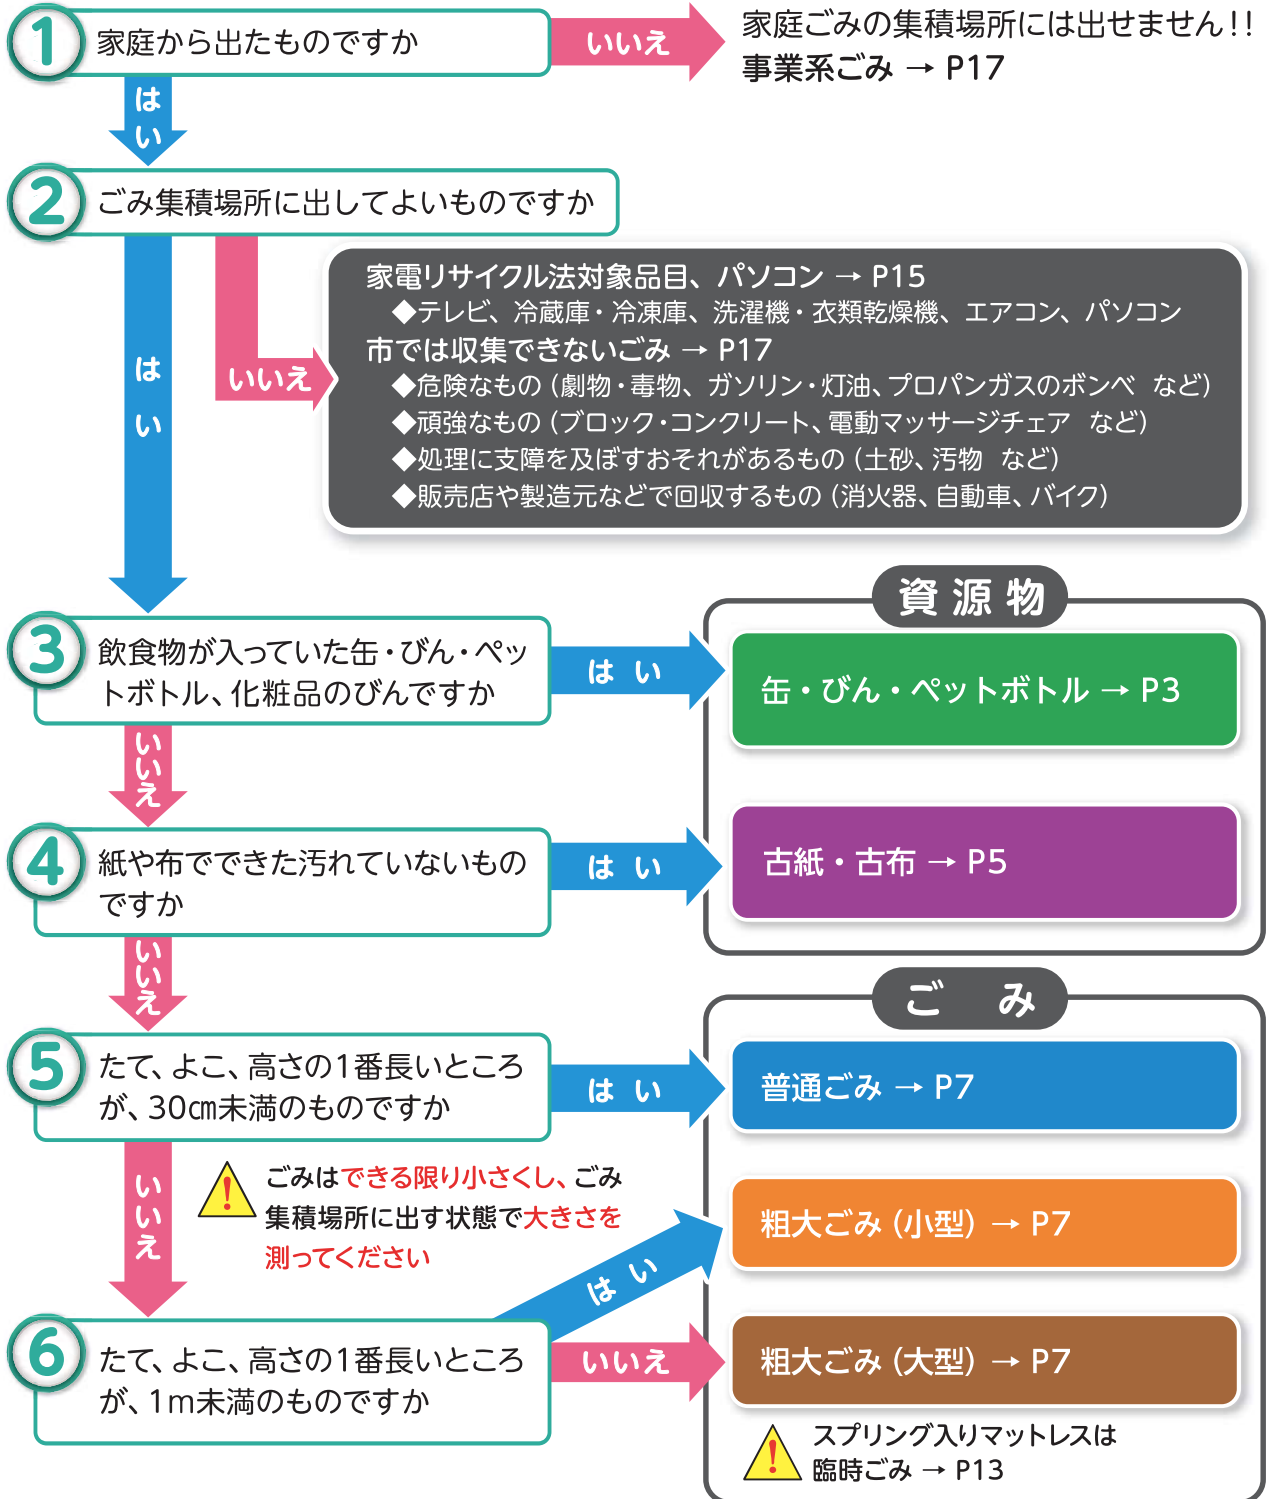 1
家庭から出たものですか
いいえ
家庭ごみの集積場所には出せません!!
事業系ごみ → P17
はい
2
ごみ集積場所に出してよいものですか
はい
いいえ
家電リサイクル法対象品目、パソコン → P15
◆テレビ、冷蔵庫・冷凍庫、洗濯機・衣類乾燥機、エアコン、パソコン
市では収集できないごみ → P17
◆危険なもの（劇物・毒物、ガソリン・灯油、プロパンガスのボンベ など）
◆頑強なもの（ブロック・コンクリート、電動マッサージチェア など）
◆処理に支障を及ぼすおそれがあるもの（土砂、汚物 など）
◆販売店や製造元などで回収するもの（消火器、自動車、バイク）
資源物
3
飲食物が入っていた缶・びん・ペッ
トボトル、化粧品のびんですか
はい
缶・びん・ペットボトル → P3
いいえ
4
紙や布でできた汚れていないもの
ですか
はい
古紙・古布 → P5
いいえ
ごみ
5
たて、よこ、高さの1番長いところ
が、30㎝未満のものですか
はい
普通ごみ → P7
いいえ
ごみはできる限り小さくし、ごみ
集積場所に出す状態で大きさを
測ってください
はい
粗大ごみ（小型） → P7
6
たて、よこ、高さの1番長いところ
が、1m未満のものですか
いいえ
粗大ごみ（大型） → P7
スプリング入りマットレスは
臨時ごみ → P13